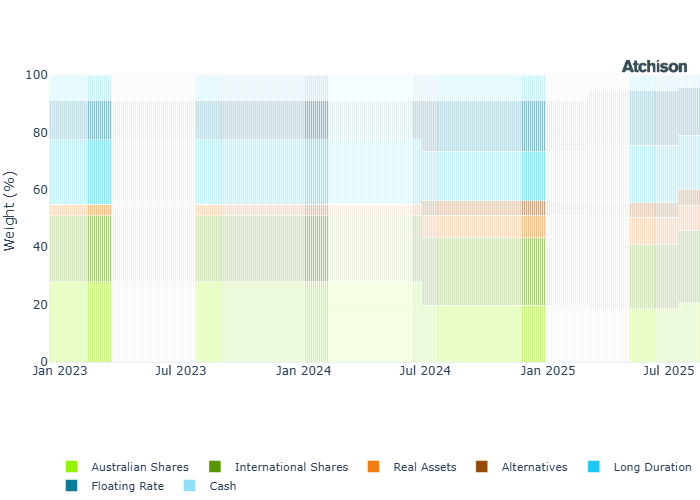 Atchison
100
80
60
40
20
0
Weight (%)
Jan 2023 Jul 2023 Jan 2024 Jul 2024 Jan 2025 Jul 2025
Australian Shares International Shares Real Assets Alternatives Long Duration
Floating Rate Cash